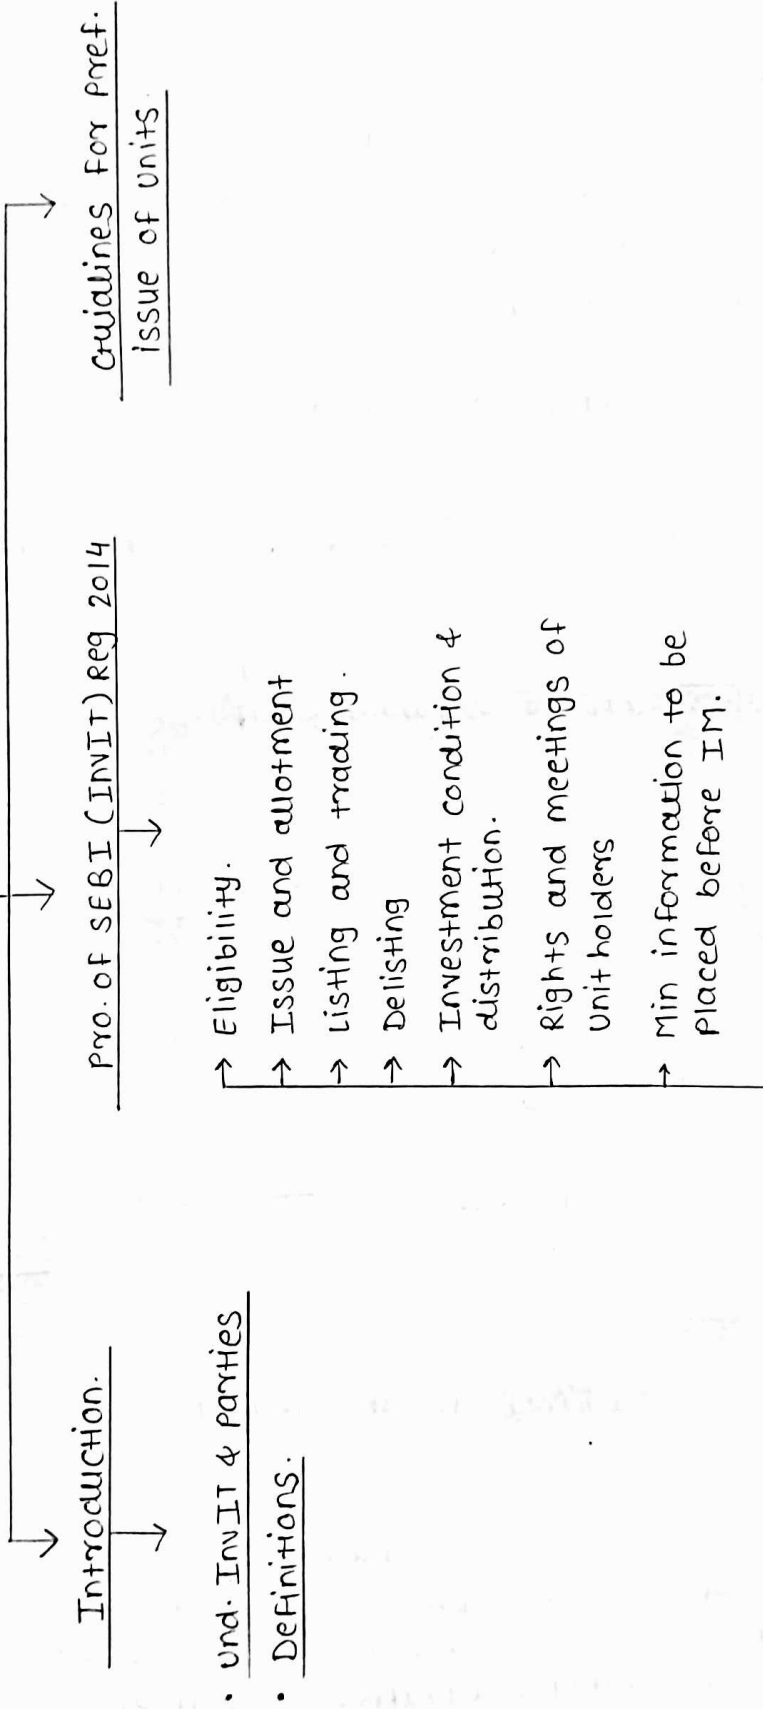 Introduction.
• Und. InvIT & parties
• Definitions.
Pro. of SEBI (InvIT) Reg 2014
Eligibility.
Issue and allotment
Listing and trading.
Delisting
Investment condition &
distribution.
Rights and meetings of
Unit holders
Min information to be
Placed before IM.
Guidlines For Pref.
issue of units.